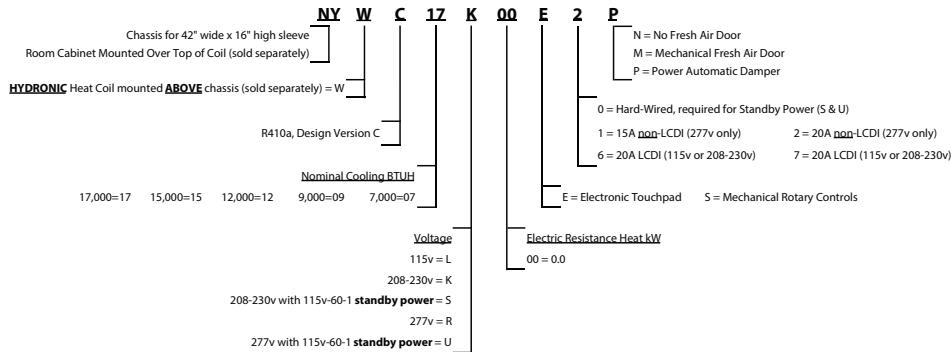 NY W C 17 K 00 E 2 P
Chassis for 42" wide x 16" high sleeve
Room Cabinet Mounted Over Top of Coil (sold separately)
HYDRONIC Heat Coil mounted ABOVE chassis (sold separately) = W
R410a, Design Version C
Nominal Cooling BTUH
17,000=17 15,000=15 12,000=12 9,000=09 7,000=07
Voltage
115v = L
208-230v = K
208-230v with 115v-60-1 standby power = S
277v = R
277v with 115v-60-1 standby power = U
N = No Fresh Air Door
M = Mechanical Fresh Air Door
P = Power Automatic Damper
0 = Hard-Wired, required for Standby Power (S & U)
1 = 15A non-LCDI (277v only) 2 = 20A non-LCDI (277v only)
6 = 20A LCDI (115v or 208-230v) 7 = 20A LCDI (115v or 208-230v)
E = Electronic Touchpad S = Mechanical Rotary Controls
Electric Resistance Heat kW
00 = 0.0